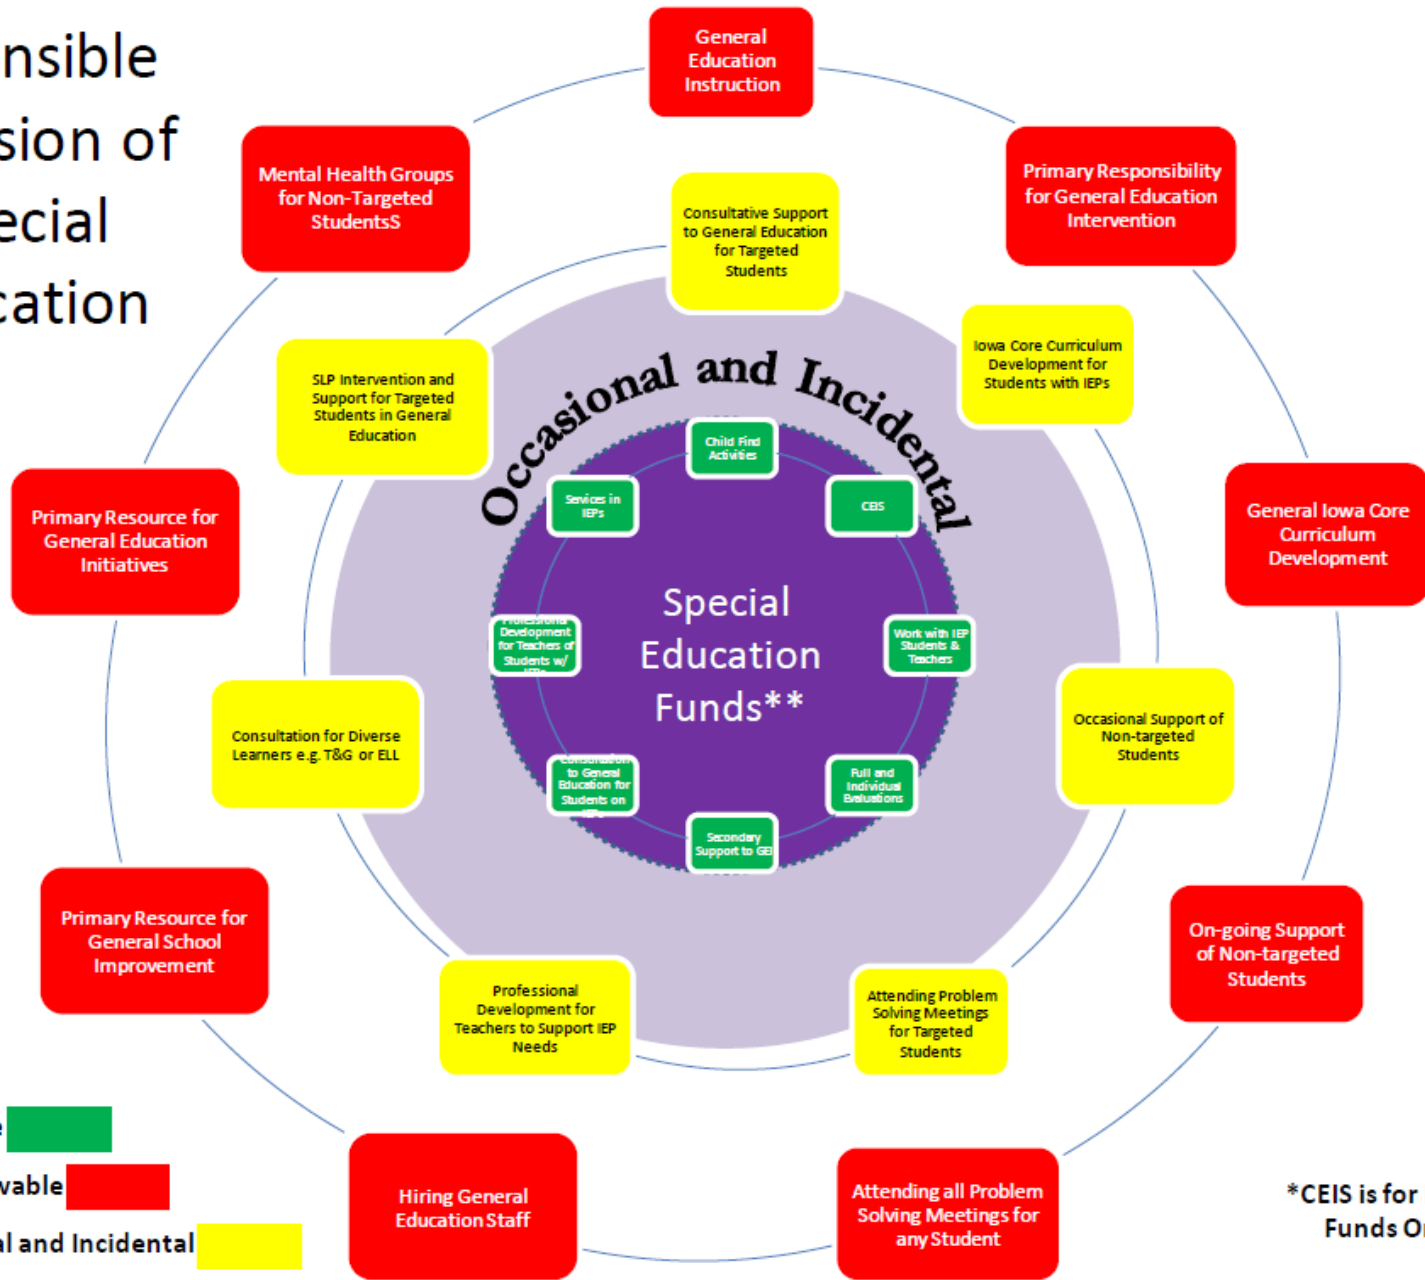 nsible
sion of
ecial
cation
General
Education
Instruction
Mental Health Groups
for Non-Targeted
StudentsS
Primary Responsibility
for General Education
Intervention
Consultative Support
to General Education
for Targeted
Students
Iowa Core Curriculum
Development for
Students with IEPs
SLP Intervention and
Support for Targeted
Students in General
Education
Occasional and Incidental
Child Find
Activities
Services in
IEPs
CEIS
Primary Resource for
General Education
Initiatives
General Iowa Core
Curriculum
Development
Special
Education
Funds**
Professional
Development
for Teachers of
Students w/
IEPs
Work with IEP
Students &
Teachers
Consultation for Diverse
Learners e.g. T&G or ELL
Occasional Support of
Non-targeted
Students
Consultation
to General
Education for
Students on
IEPs
Full and
Individual
Evaluations
Secondary
Support to GEI
Primary Resource for
General School
Improvement
On-going Support
of Non-targeted
Students
Professional
Development for
Teachers to Support IEP
Needs
Attending Problem
Solving Meetings
for Targeted
Students
e
vable
al and Incidental
Hiring General
Education Staff
Attending all Problem
Solving Meetings for
any Student
*CEIS is for
Funds O